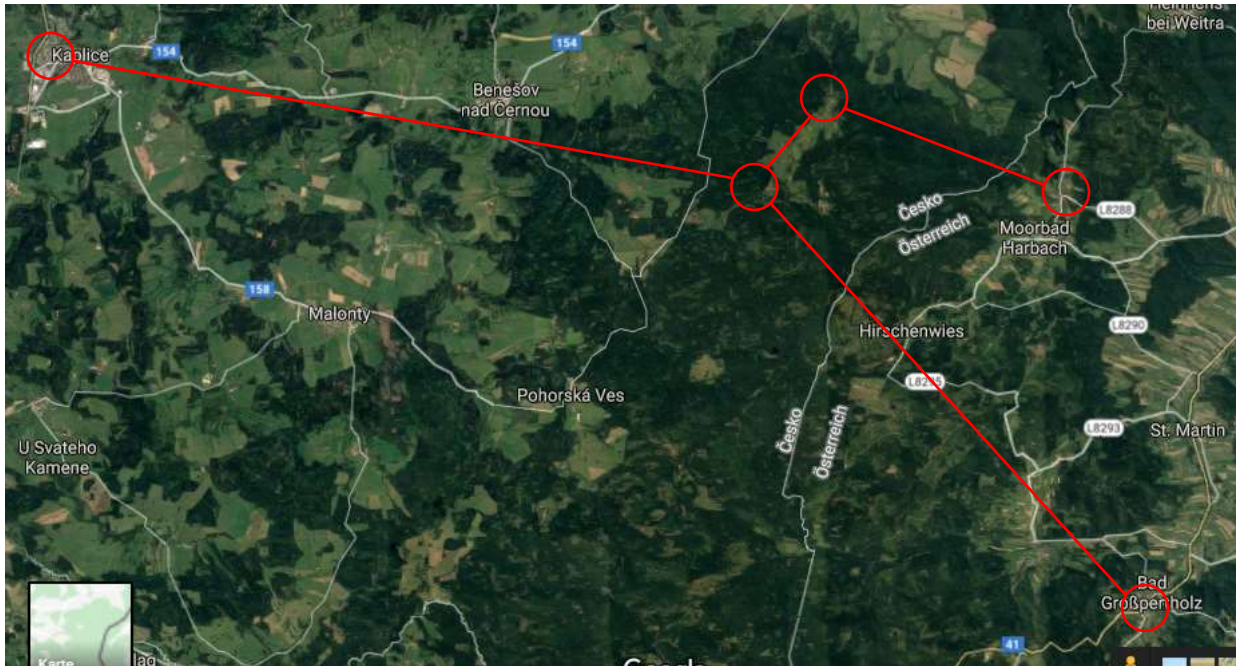 Heinrichs
bei Weitra
Kaplice
154
154
Benešov
nad Černou
Česko
Österreich
L8288
Moorbad
Harbach
158
Malonty
L8290
Hirschenwies
Pohorská Ves
Česko
Österreich
L8293
St. Martin
U Svateho
Kamene
Bad
Großpertholz
41
Karte
Google